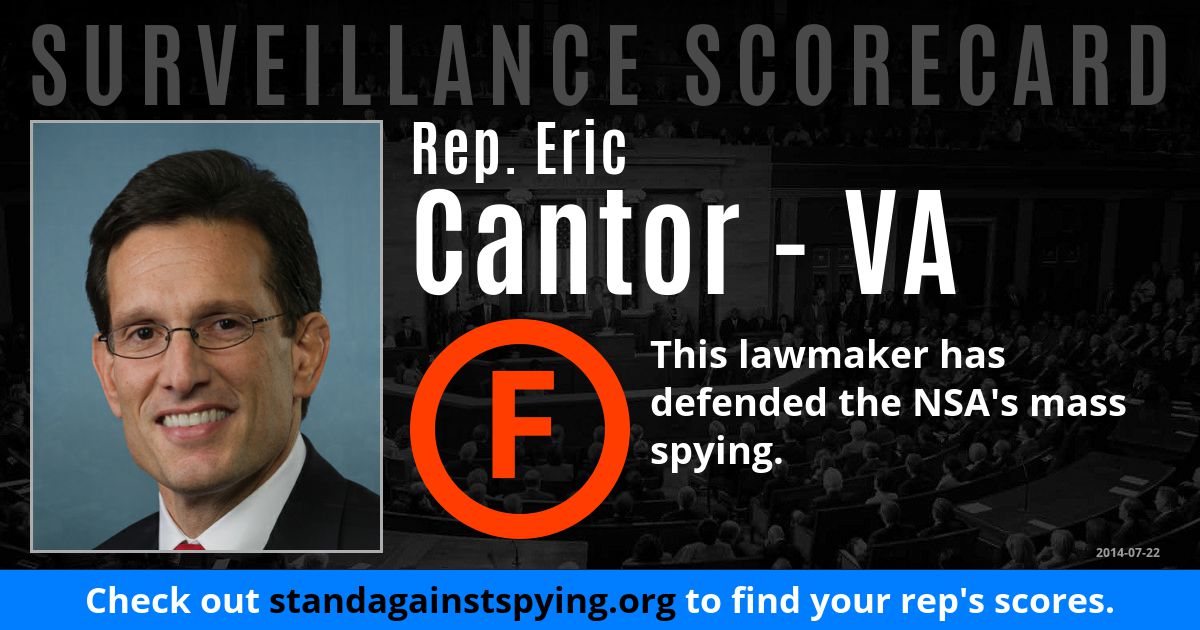 SURVEILLANCE SCORECARD
Rep. Eric
Cantor - VA
F
This lawmaker has
defended the NSA's mass
spying.
2014-07-22
Check out standagainstspying.org to find your rep's scores.